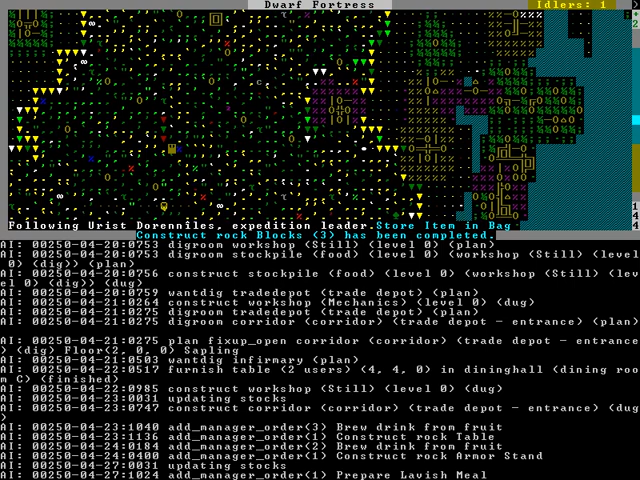 Dwarf Fortress
Idlers: 1
Following Urist Dorenniles, expedition leader Store Item in Bag
Construct rock Blocks (3) has been completed.
AI: 00250-04-20:0753 digroom workshop (Still) (level 0) (plan)
AI: 00250-04-20:0753 digroom stockpile (food) (level 0) (workshop (Still) (level
0) (dig)) (plan)
AI: 00250-04-20:0756 construct stockpile (food) (level 0) (workshop (Still) (lev
el 0) (dig)) (dug)
AI: 00250-04-20:0759 wantdig tradedepot (trade depot) (plan)
AI: 00250-04-21:0264 construct workshop (Mechanics) (level 0) (dug)
AI: 00250-04-21:0275 digroom tradedepot (trade depot) (plan)
AI: 00250-04-21:0275 digroom corridor (corridor) (trade depot - entrance) (plan)
AI: 00250-04-21:0275 plan fixup_open corridor (corridor) (trade depot - entrance
) (dig) Floor(2, 0, 0) Sapling
AI: 00250-04-21:0503 wantdig infirmary (plan)
AI: 00250-04-22:0517 furnish table (2 users) (4, 4, 0) in dininghall (dining roo
m C) (finished)
AI: 00250-04-22:0985 construct workshop (Still) (level 0) (dug)
AI: 00250-04-23:0031 updating stocks
AI: 00250-04-23:0747 construct corridor (corridor) (trade depot - entrance) (dug
)
AI: 00250-04-23:1040 add_manager_order(3) Brew drink from fruit
AI: 00250-04-23:1136 add_manager_order(1) Construct rock Table
AI: 00250-04-24:0184 add_manager_order(2) Brew drink from fruit
AI: 00250-04-24:0400 add_manager_order(1) Construct rock Armor Stand
AI: 00250-04-27:0031 updating stocks
AI: 00250-04-27:1024 add_manager_order(1) Prepare Lavish Meal